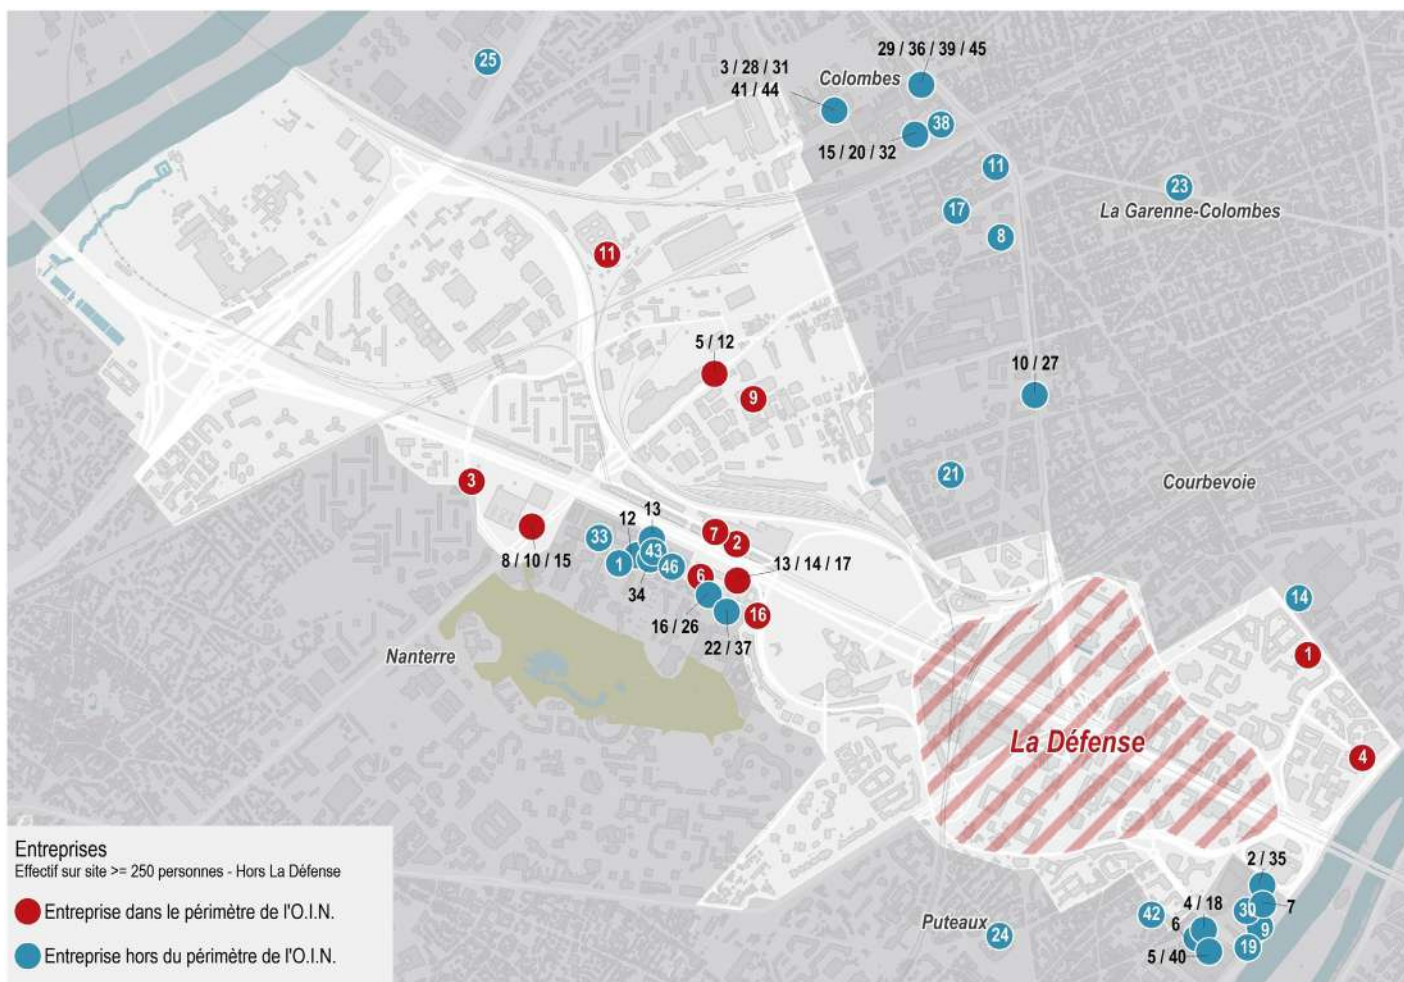 25
29 / 36 / 39 / 45
3 / 28 / 31
41 / 44
Colombes
38
15 / 20 / 32
11
23
La Garenne-Colombes
17
8
11
5 / 12
9
10 / 27
21
Courbevoie
3
8 / 10 / 15
33
12
13
43
1
46
34
7
2
6
13 / 14 / 17
16 / 26
16
22 / 37
Nanterre
14
1
La Défense
4
2 / 35
7
30
42
4 / 18
6
9
19
5 / 40
Puteaux
24
Entreprises
Effectif sur site >= 250 personnes - Hors La Défense
Entreprise dans le périmètre de l'O.I.N.
Entreprise hors du périmètre de l'O.I.N.